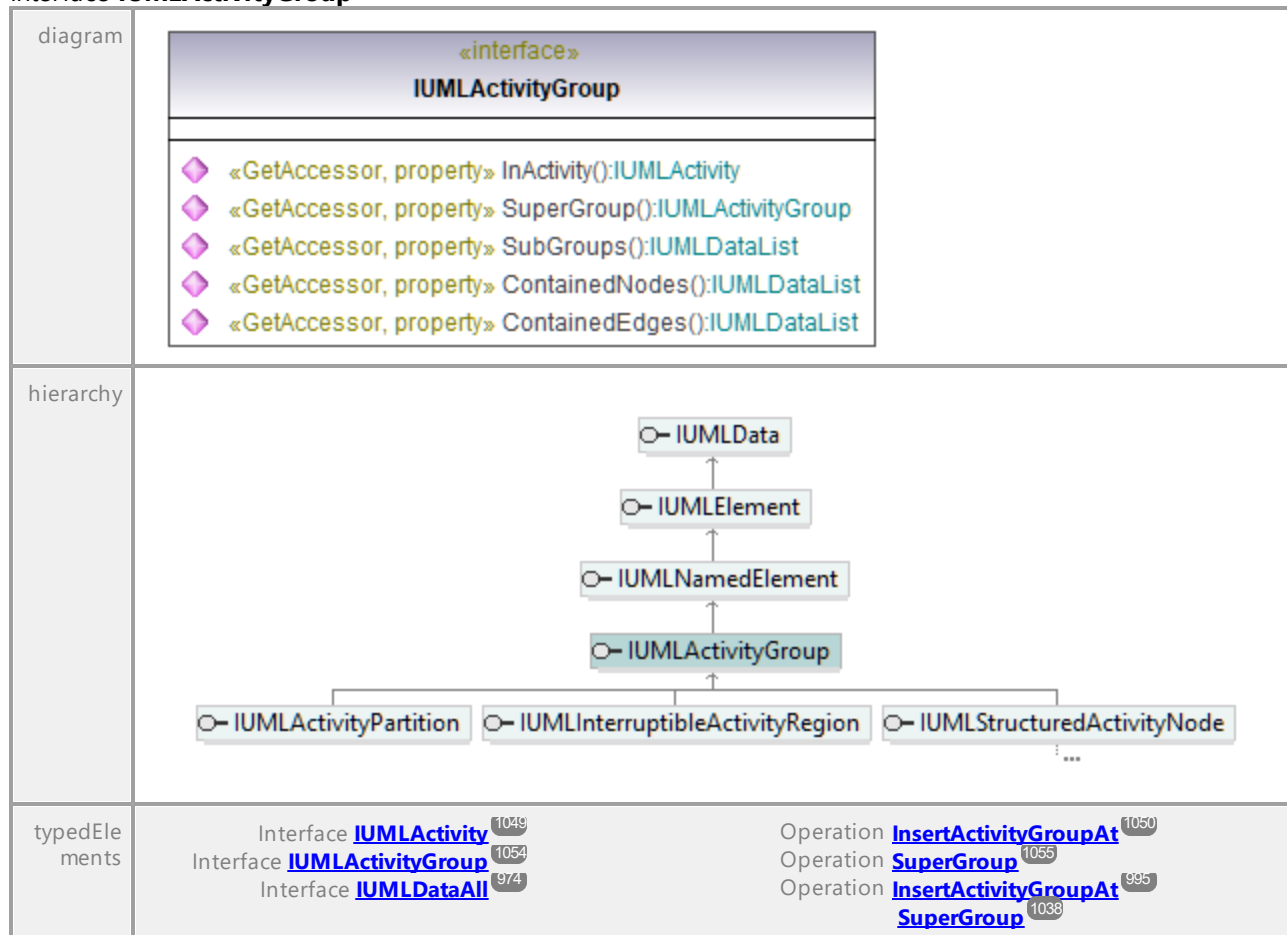 Interface IUMLActivityGroup
diagram
«interface»
IUMLActivityGroup
«GetAccessor, property» InActivity():IUMLActivity
«GetAccessor, property» SuperGroup():IUMLActivityGroup
«GetAccessor, property» SubGroups():IUMLDataList
«GetAccessor, property» ContainedNodes():IUMLDataList
«GetAccessor, property» ContainedEdges():IUMLDataList
hierarchy
IUMLData
IUMLElement
IUMLNamedElement
IUMLActivityGroup
IUMLActivityPartition IUMLInterruptibleActivityRegion IUMLStructuredActivityNode
...
typedEle
ments
Interface IUMLActivity 1049 Operation InsertActivityGroupAt 1050
Interface IUMLActivityGroup 1054 Operation SuperGroup 1055
Interface IUMLDataAll 974 Operation InsertActivityGroupAt 995
SuperGroup 1038